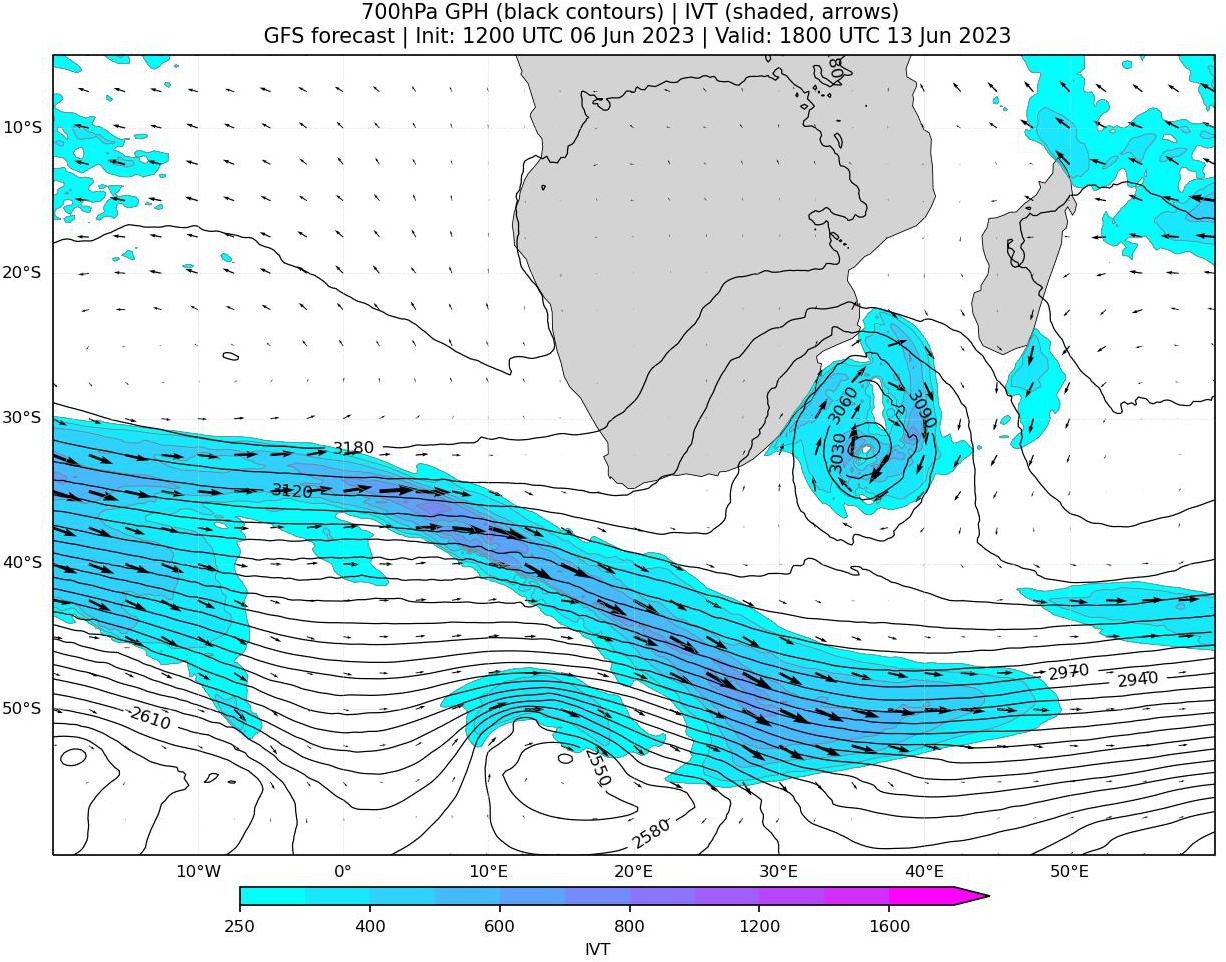 700hPa GPH (black contours) | IVT (shaded, arrows)
GFS forecast | Init: 1200 UTC 06 Jun 2023 | Valid: 1800 UTC 13 Jun 2023
10°S
20°S
30°S
40°S
50°S
3180
3120
3060
3090
3030
2970
2940
2610
2550
2580
10°W 0° 10°E 20°E 30°E 40°E 50°E
250 400 600 800 1200 1600
IVT